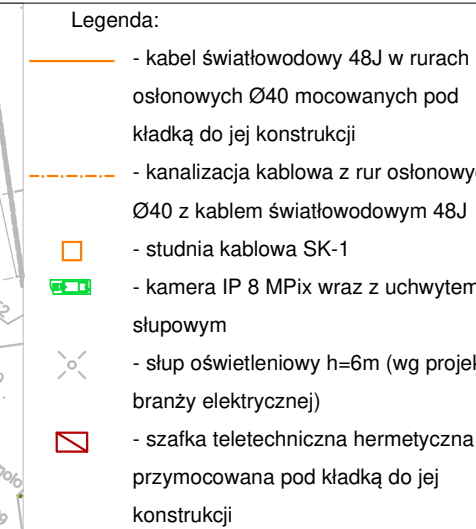 Legenda:
- kabel światłowodowy 48J w rurach
osłonowych Ø40 mocowanych pod
kładką do jej konstrukcji
- kanalizacja kablowa z rur osłonowyc
Ø40 z kablem światłowodowym 48J
- studnia kablowa SK-1
- kamera IP 8 MPix wraz z uchwytem
słupowym
- słup oświetleniowy h=6m (wg projek
branży elektrycznej)
- szafka teletechniczna hermetyczna
przymocowana pod kładką do jej
konstrukcji